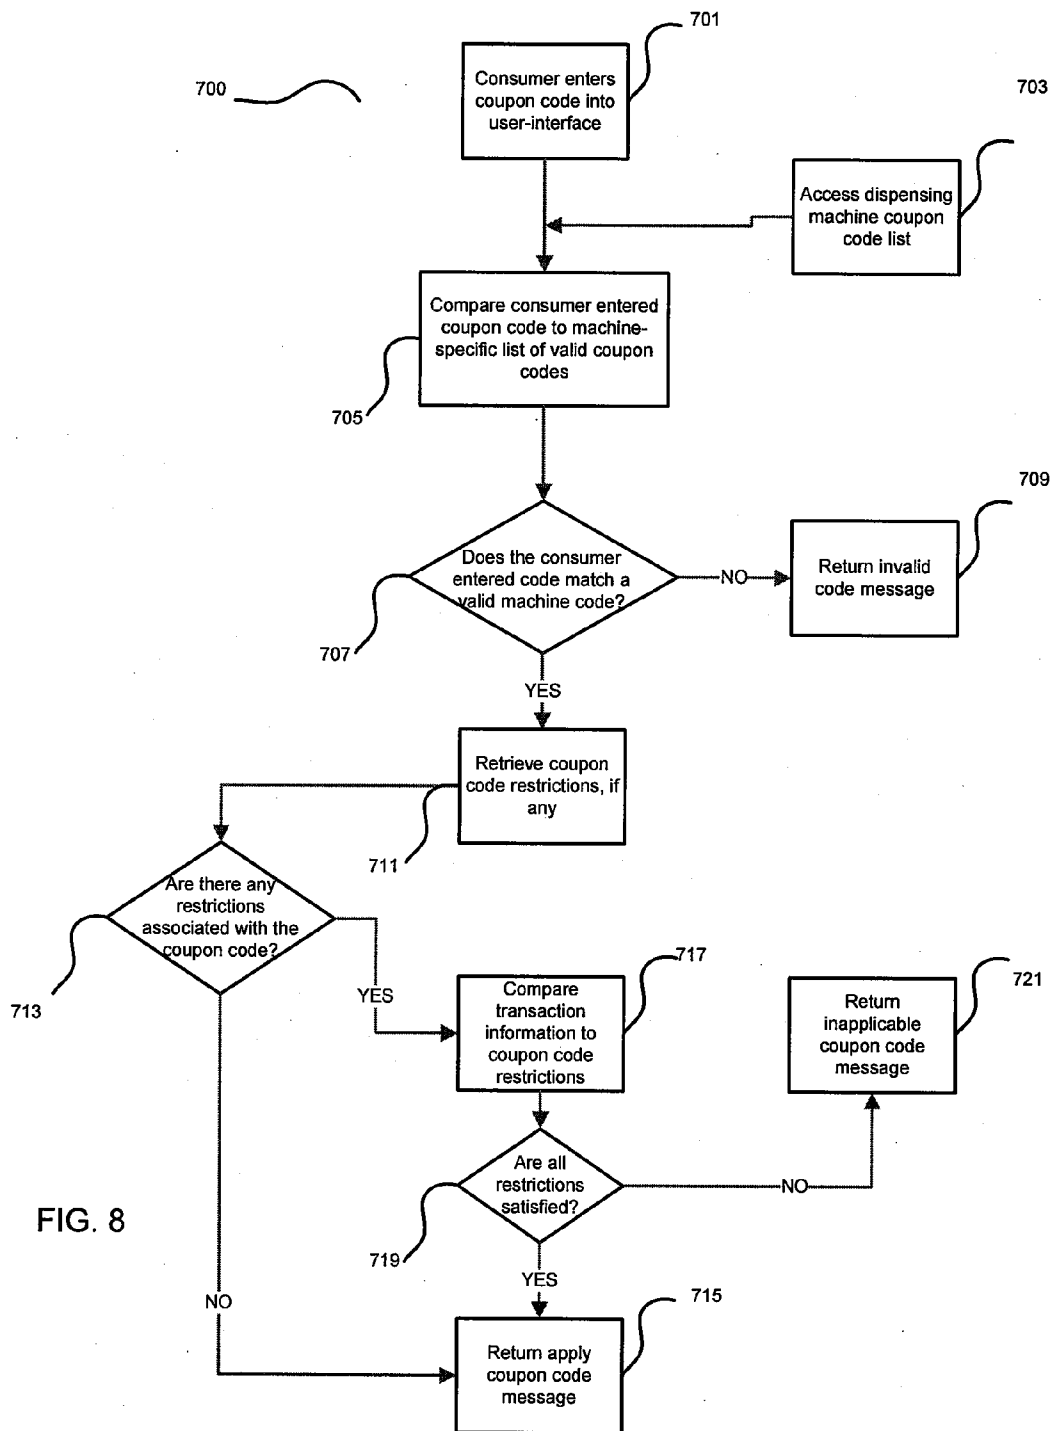 701
Consumer enters
coupon code into
user-interface
700
703
Access dispensing
machine coupon
code list
Compare consumer entered
coupon code to machine-
specific list of valid coupon
codes
705
709
Does the consumer
entered code match a
valid machine code?
NO
Return invalid
code message
707
YES
Retrieve coupon
code restrictions, if
any
711
Are there any
restrictions
associated with the
coupon code?
713
YES
717
Compare
transaction
information to
coupon code
restrictions
721
Return
inapplicable
coupon code
message
Are all
restrictions
satisfied?
NO
FIG. 8
719
YES
NO
715
Return apply
coupon code
message